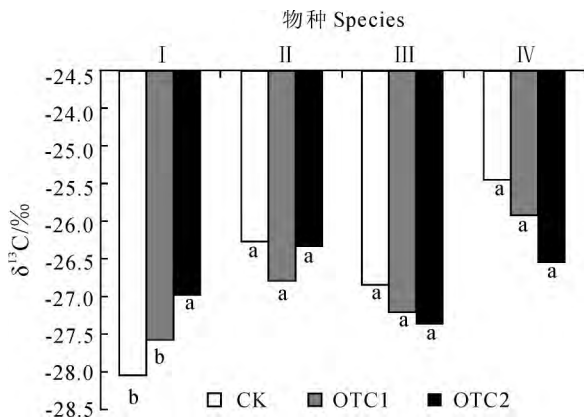 物种 Species
I II III IV
-24.5
-24.5
-25.0
-25.5
-26.0
-26.5
-27.0
-27.5
-28.0
-28.5
δ¹³C/‰
b b a
a a a
a a a
a a a
CK OTC1 OTC2